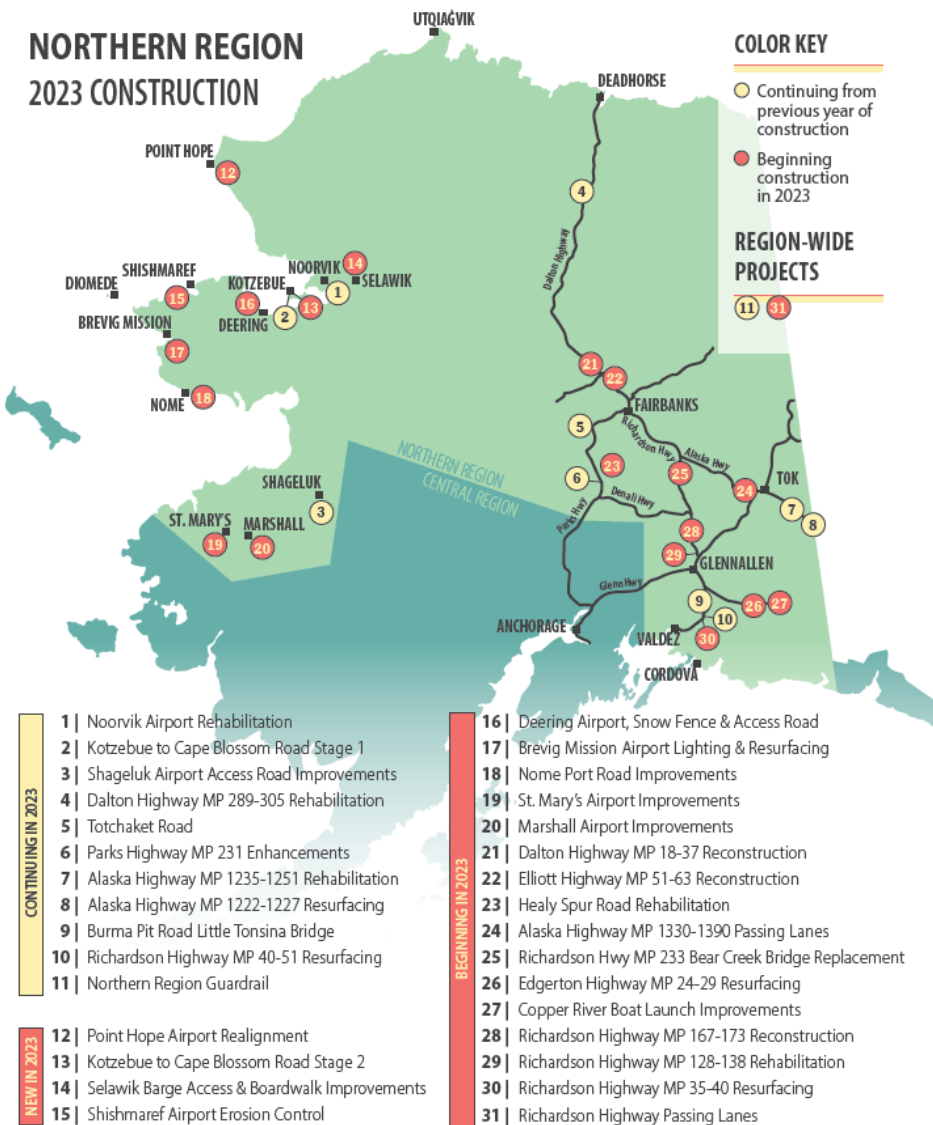 NORTHERN REGION
2023 CONSTRUCTION
COLOR KEY
Continuing from
previous year of
construction
Beginning
construction
in 2023
REGION-WIDE
PROJECTS
11 31
UTQIAĠVIK
DEADHORSE
POINT HOPE
12
4
Dalton Highway
NOORVIK
14
SELAWIK
1
SHISHMAREF
DIOMEDE
KOTZEBUE
15
16
2
13
DEERING
BREVIG MISSION
17
NOME
18
21
22
FAIRBANKS
5
Richardson Hwy
Alaska Hwy
23
25
6
24
TOK
7
8
Denali Hwy
Parks Hwy
NORTHERN REGION
CENTRAL REGION
SHAGELUK
3
ST. MARY'S
MARSHALL
19
20
28
29
GLENNALLEN
Glenn Hwy
9
10
26
27
ANCHORAGE
VALDEZ
30
CORDOVA
CONTINUING IN 2023
1 | Noorvik Airport Rehabilitation
2 | Kotzebue to Cape Blossom Road Stage 1
3 | Shageluk Airport Access Road Improvements
4 | Dalton Highway MP 289-305 Rehabilitation
5 | Totchaket Road
6 | Parks Highway MP 231 Enhancements
7 | Alaska Highway MP 1235-1251 Rehabilitation
8 | Alaska Highway MP 1222-1227 Resurfacing
9 | Burma Pit Road Little Tonsina Bridge
10 | Richardson Highway MP 40-51 Resurfacing
11 | Northern Region Guardrail
NEW IN 2023
12 | Point Hope Airport Realignment
13 | Kotzebue to Cape Blossom Road Stage 2
14 | Selawik Barge Access & Boardwalk Improvements
15 | Shishmaref Airport Erosion Control
BEGINNING IN 2023
16 | Deering Airport, Snow Fence & Access Road
17 | Brevig Mission Airport Lighting & Resurfacing
18 | Nome Port Road Improvements
19 | St. Mary's Airport Improvements
20 | Marshall Airport Improvements
21 | Dalton Highway MP 18-37 Reconstruction
22 | Elliott Highway MP 51-63 Reconstruction
23 | Healy Spur Road Rehabilitation
24 | Alaska Highway MP 1330-1390 Passing Lanes
25 | Richardson Hwy MP 233 Bear Creek Bridge Replacement
26 | Edgerton Highway MP 24-29 Resurfacing
27 | Copper River Boat Launch Improvements
28 | Richardson Highway MP 167-173 Reconstruction
29 | Richardson Highway MP 128-138 Rehabilitation
30 | Richardson Highway MP 35-40 Resurfacing
31 | Richardson Highway Passing Lanes